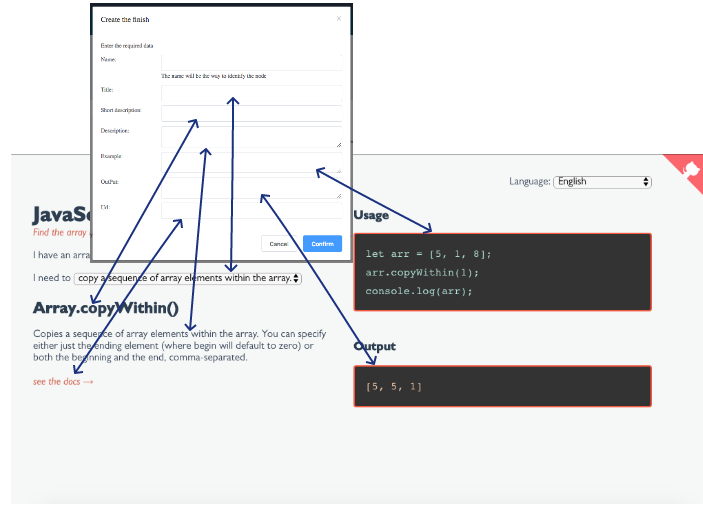 Create the finish
×
Enter the required data
Name:
The name will be the way to identify the node
Title:
Short description:
Description:
Example
OutPut:
Url:
Cancel
Confirm
Language: English
JavaS
Find the array
I have an arra
I need to copy a sequence of array elements within the array.
Array.copyWithin()
Copies a sequence of array elements within the array. You can specify
either just the ending element (where begin will default to zero) or
both the beginning and the end, comma-separated.
see the docs →
Usage
let arr = [5, 1, 8];
arr.copyWithin(1);
console.log(arr);
Output
[5, 5, 1]